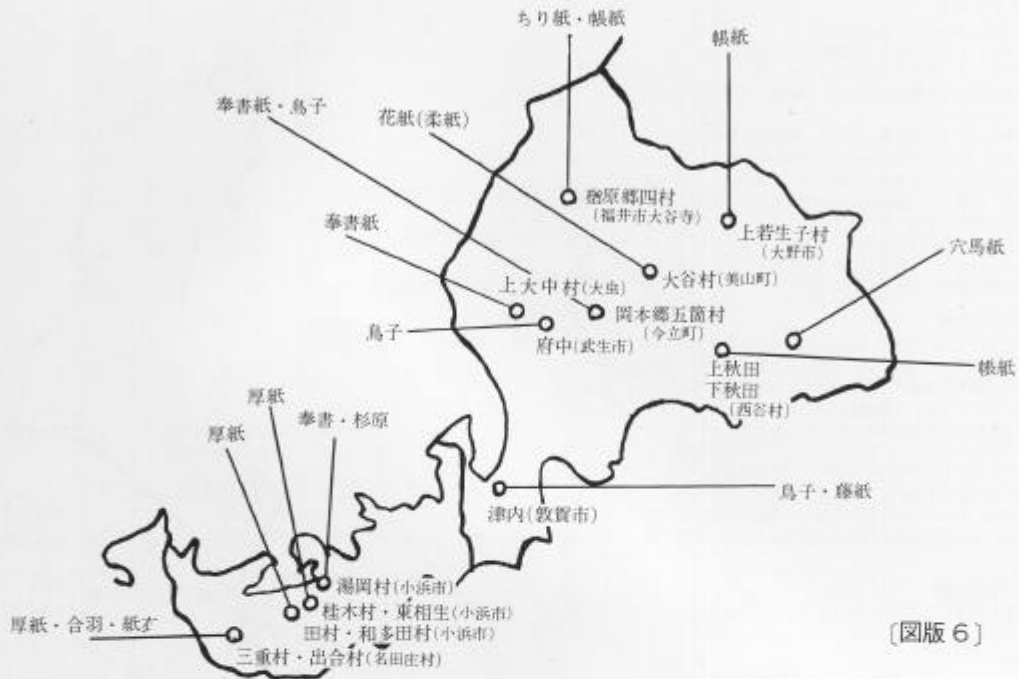 ちり紙・帳紙
帳紙
奉書紙・鳥子
花紙(柔紙)
奉書紙
楢原郷四村
(福井市大谷寺)
上若生子村
(大野市)
穴馬紙
大谷村(美山町)
上大中村(大虫)
岡本郷五箇村
(今立町)
鳥子
府中(武生市)
上秋田
下秋田
(西谷村)
帳紙
厚紙
厚紙
奉書・杉原
鳥子・藤紙
津内(敦賀市)
湯岡村(小浜市)
桂木村・東相生(小浜市)
田村・和多田村(小浜市)
厚紙・合羽・紙す
三重村・出合村(名田庄村)
〔図版6〕